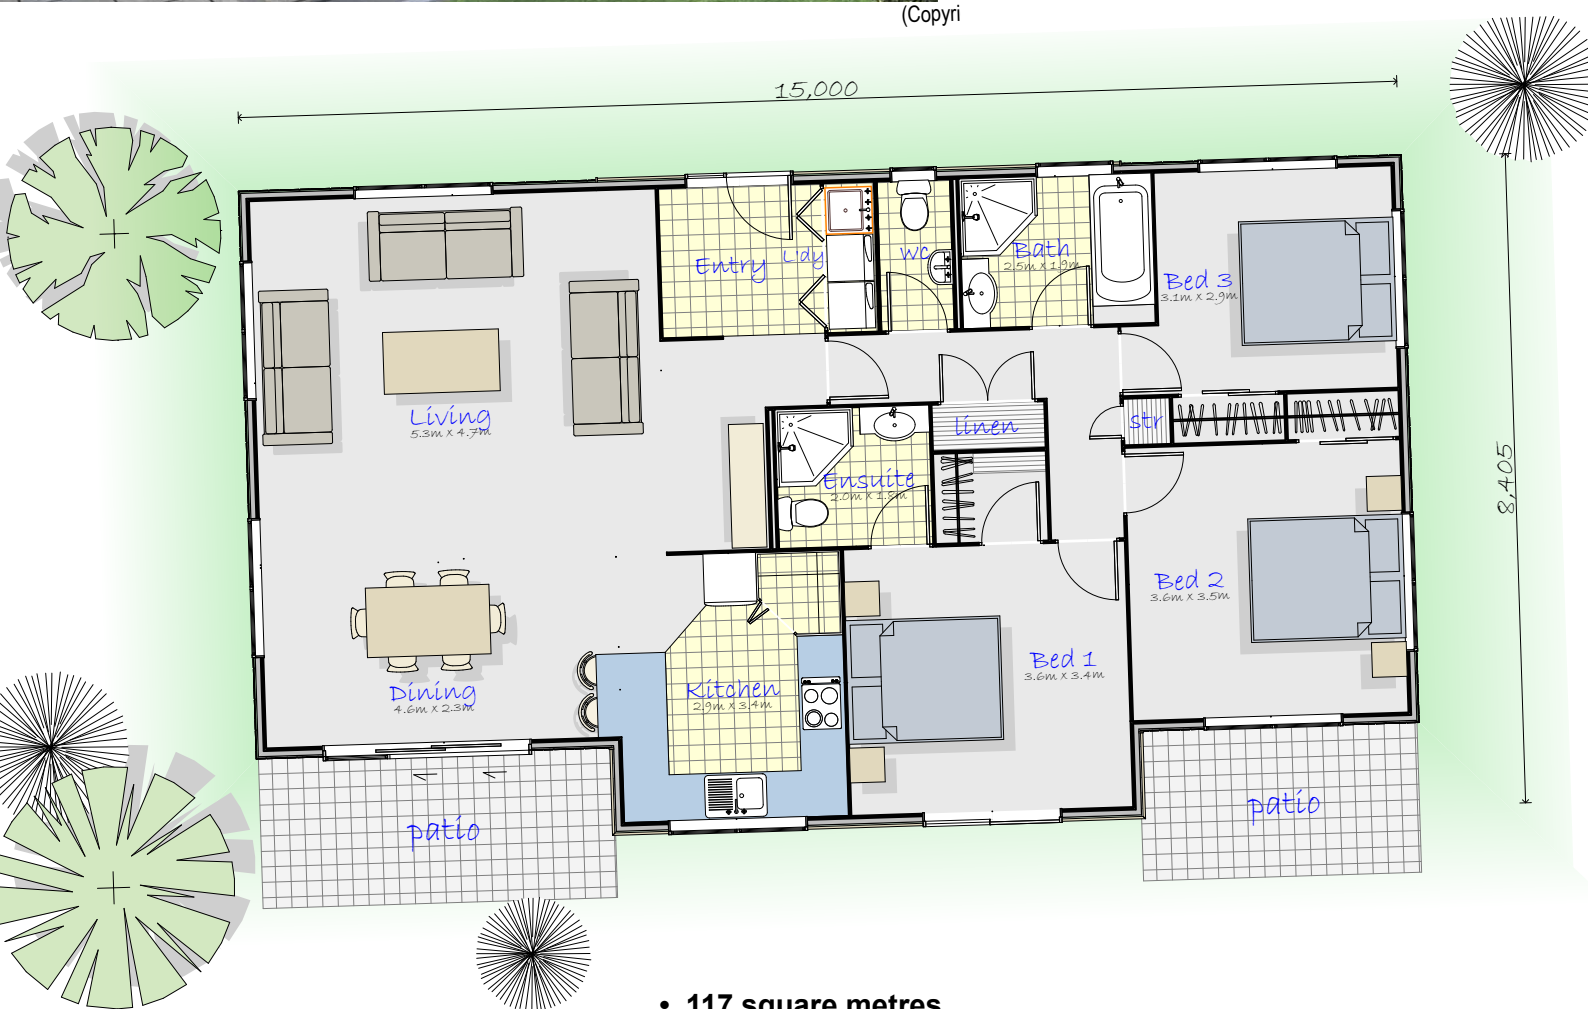 (Copyri
15,000
Entry
L'dy
WC
Bath
2.5m x 1.9m
Bed 3
3.1m x 2.9m
Living
5.3m x 4.7m
linen
str
Ensuite
2.0m x 1.8m
8,405
Bed 2
3.6m x 3.5m
Bed 1
3.6m x 3.4m
Kitchen
2.9m x 3.4m
Dining
4.6m x 2.3m
patio
patio
• 117 square metres